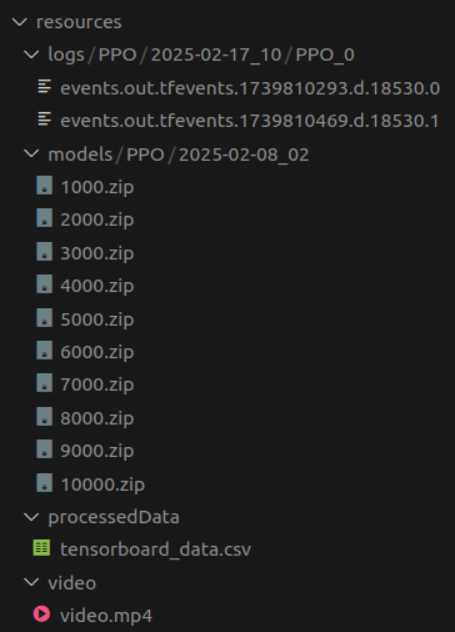 resources
logs/PPO/2025-02-17_10/PPO_0
events.out.tfevents.1739810293.d.18530.0
events.out.tfevents.1739810469.d.18530.1
models/PPO/2025-02-08_02
1000.zip
2000.zip
3000.zip
4000.zip
5000.zip
6000.zip
7000.zip
8000.zip
9000.zip
10000.zip
processedData
tensorboard_data.csv
video
video.mp4